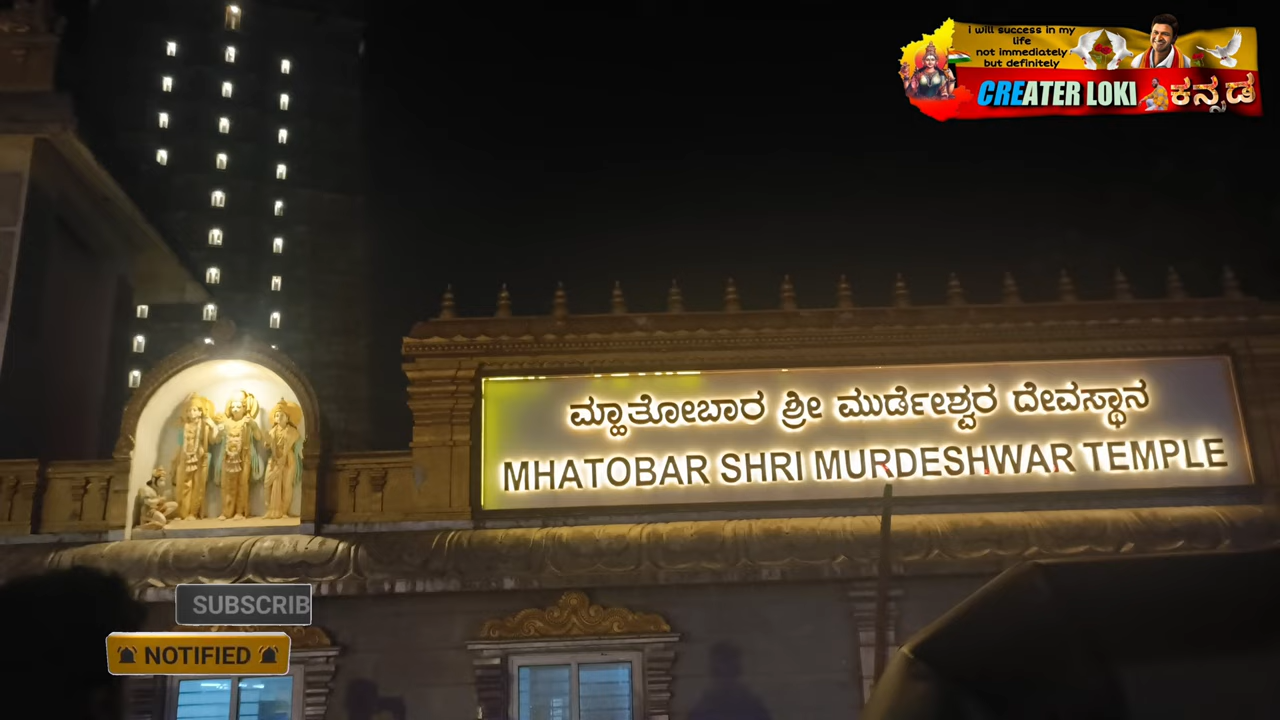 i will success in my
life
not immediately
but definitely
CREATER LOKI ಕನ್ನಡ
ಮ್ಹಾತೋಬಾರ ಶ್ರೀ ಮುರ್ಡೇಶ್ವರ ದೇವಸ್ಥಾನ
MHATOBAR SHRI MURDESHWAR TEMPLE
SUBSCRIB
NOTIFIED